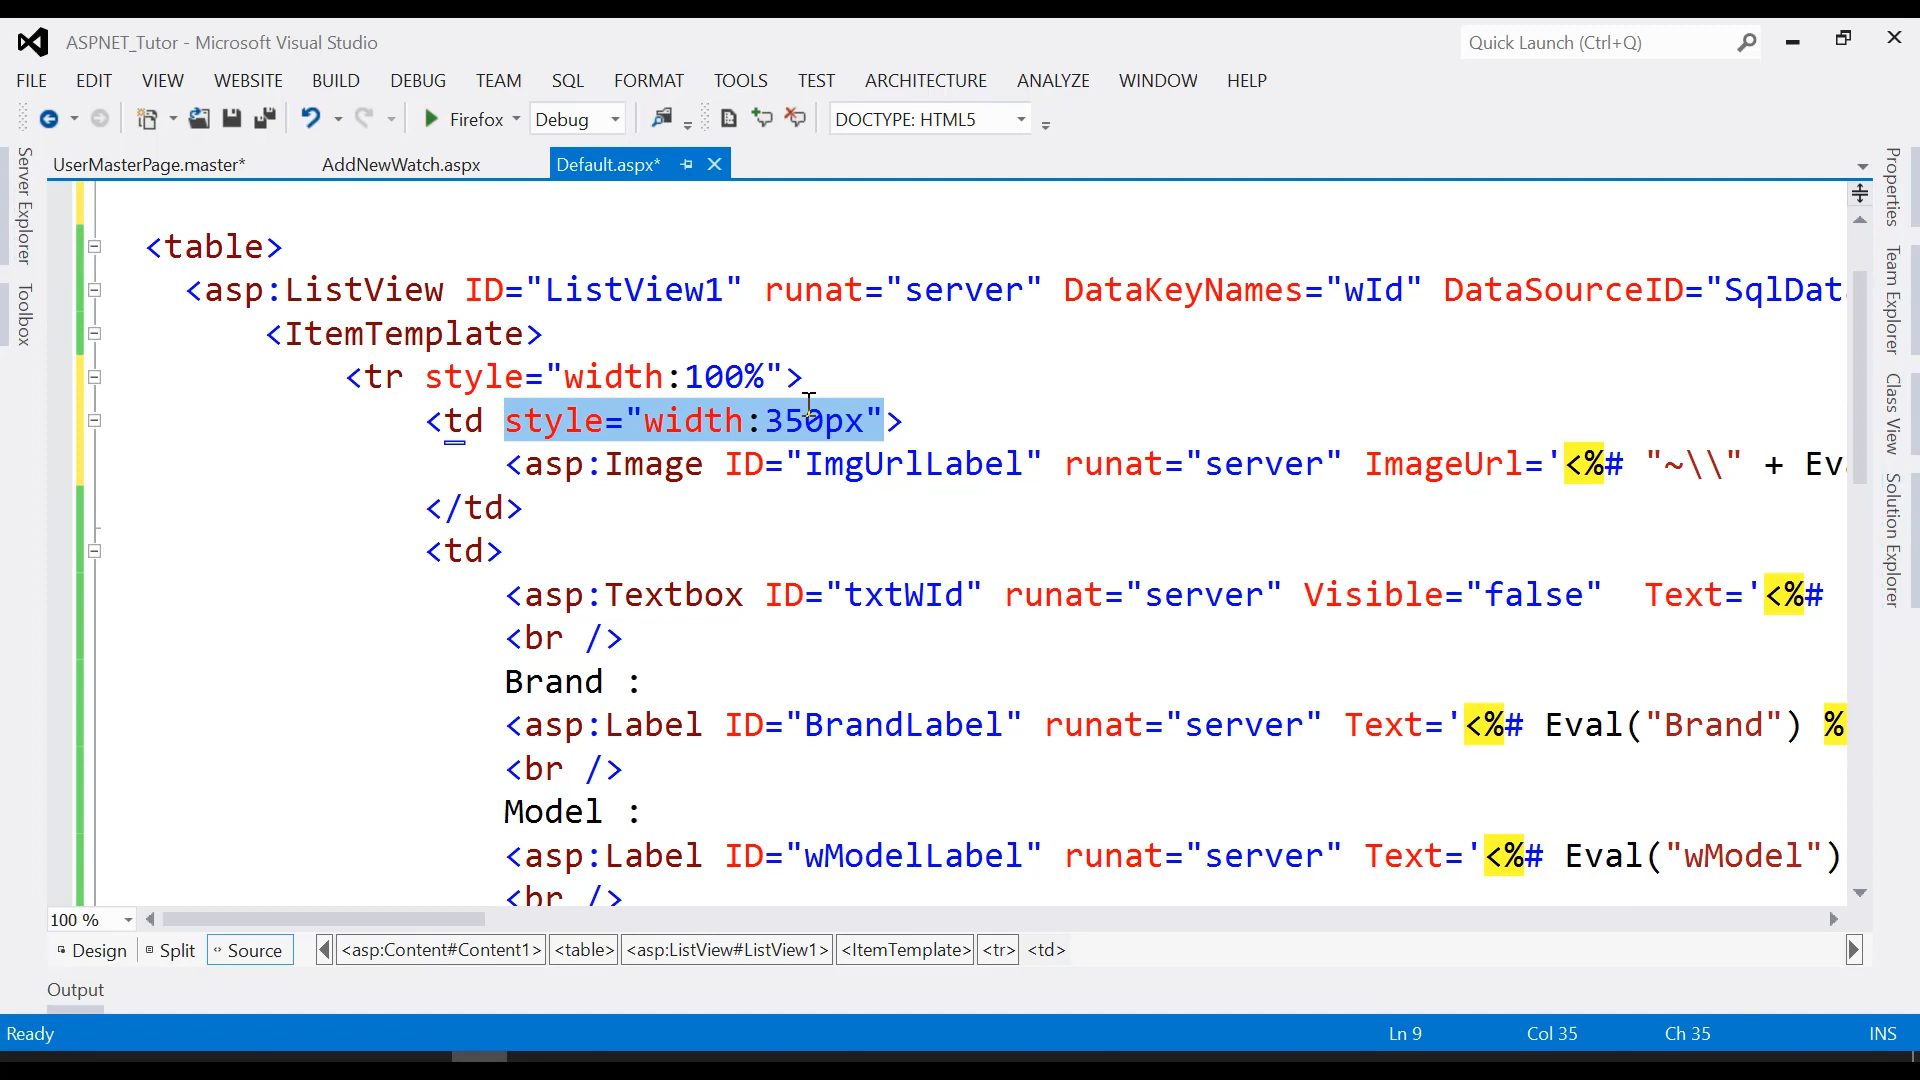 ASPNET_Tutor - Microsoft Visual Studio
Quick Launch (Ctrl+Q)
FILE EDIT VIEW WEBSITE BUILD DEBUG TEAM SQL FORMAT TOOLS TEST ARCHITECTURE ANALYZE WINDOW HELP
Firefox Debug DOCTYPE: HTML5
UserMasterPage.master* AddNewWatch.aspx Default.aspx*
Server Explorer
Toolbox
<table>
<asp:ListView ID="ListView1" runat="server" DataKeyNames="wId" DataSourceID="SqlDat
<ItemTemplate>
<tr style="width:100%">
<td style="width:350px">
<asp:Image ID="ImgUrlLabel" runat="server" ImageUrl='<%# "~\\" + Ev
</td>
<td>
<asp:Textbox ID="txtWId" runat="server" Visible="false"  Text='<%#
<br />
Brand :
<asp:Label ID="BrandLabel" runat="server" Text='<%# Eval("Brand") %
<br />
Model :
<asp:Label ID="wModelLabel" runat="server" Text='<%# Eval("wModel")
<br />
Properties
Team Explorer
Class View
Solution Explorer
100 %
Design Split Source <asp:Content#Content1> <table> <asp:ListView#ListView1> <ItemTemplate> <tr> <td>
Output
Ready Ln 9 Col 35 Ch 35 INS